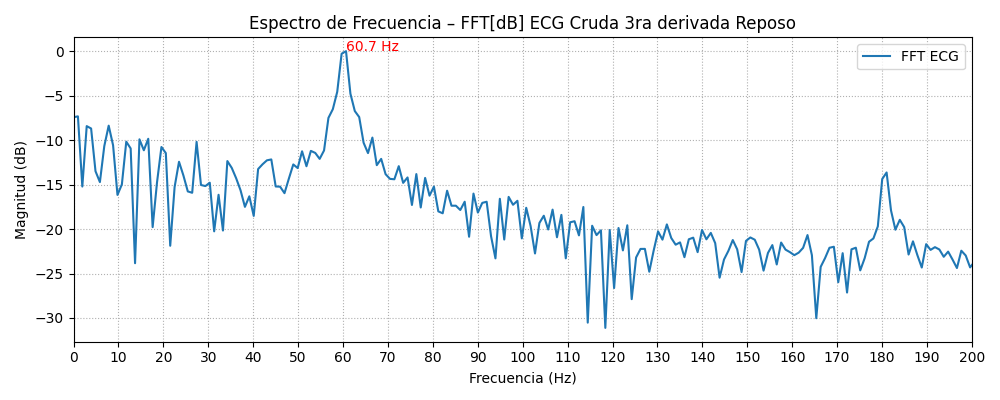 Espectro de Frecuencia – FFT[dB] ECG Cruda 3ra derivada Reposo
60.7 Hz
FFT ECG
Magnitud (dB)
0
−5
−10
−15
−20
−25
−30
0 10 20 30 40 50 60 70 80 90 100 110 120 130 140 150 160 170 180 190 200
Frecuencia (Hz)